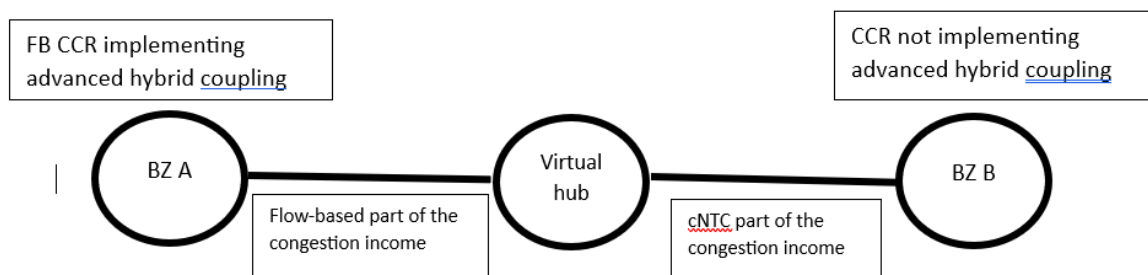 FB CCR implementing
advanced hybrid coupling
CCR not implementing
advanced hybrid coupling
BZ A
Virtual
hub
BZ B
Flow-based part of the
congestion income
cNTC part of the
congestion income